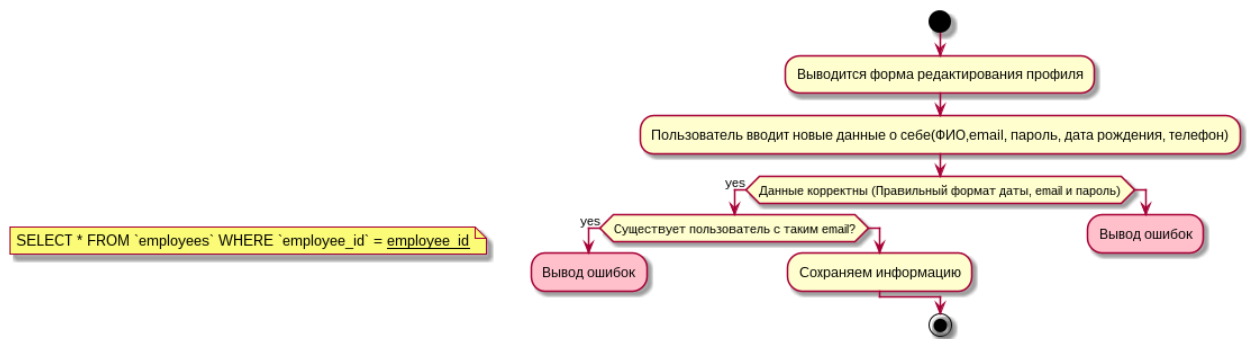 Выводится форма редактирования профиля
Пользователь вводит новые данные о себе(ФИО,email, пароль, дата рождения, телефон)
yes
Данные корректны (Правильный формат даты, email и пароль)
yes
Существует пользователь с таким email?
Вывод ошибок
SELECT * FROM `employees` WHERE `employee_id` = employee_id
Вывод ошибок
Сохраняем информацию